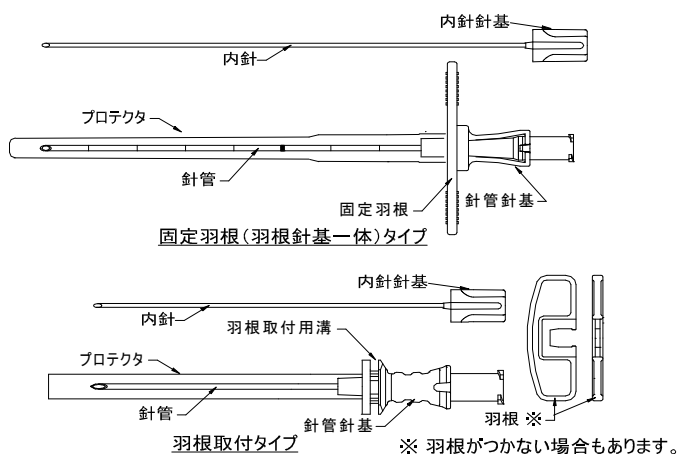 内針針基
内針
プロテクタ
針管
固定羽根
針管針基
固定羽根(羽根針基一体)タイプ
内針針基
内針
羽根取付用溝
プロテクタ
針管
針管針基
羽根 ※
羽根取付タイプ
※ 羽根がつかない場合もあります。